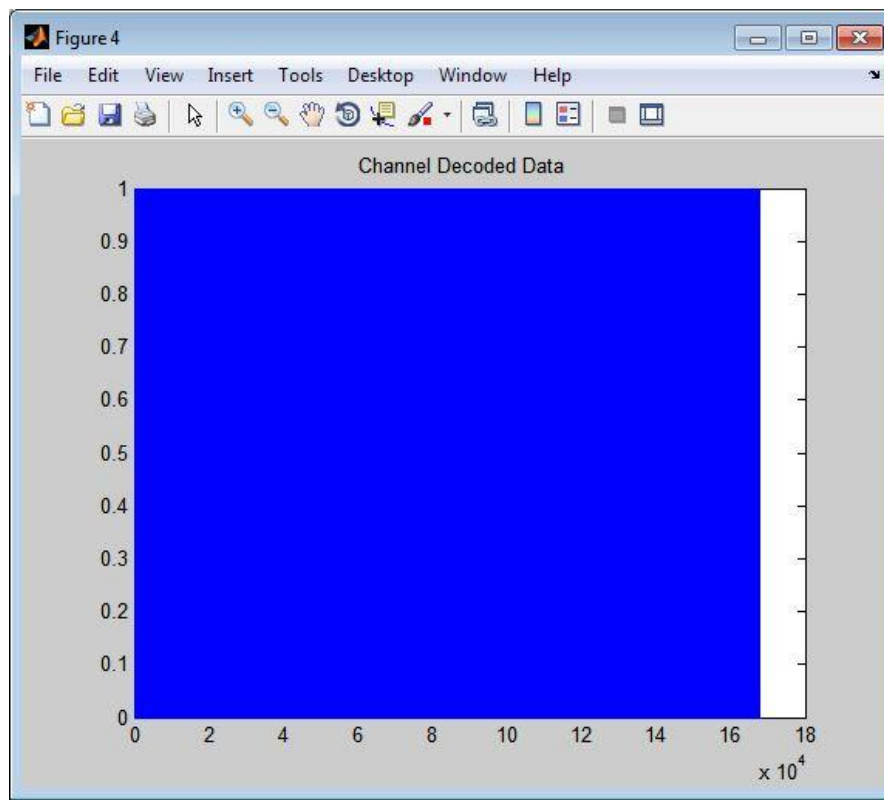 Figure 4
File Edit View Insert Tools Desktop Window Help
Channel Decoded Data
1
0.9
0.8
0.7
0.6
0.5
0.4
0.3
0.2
0.1
0
0 2 4 6 8 10 12 14 16 18
x 10^4